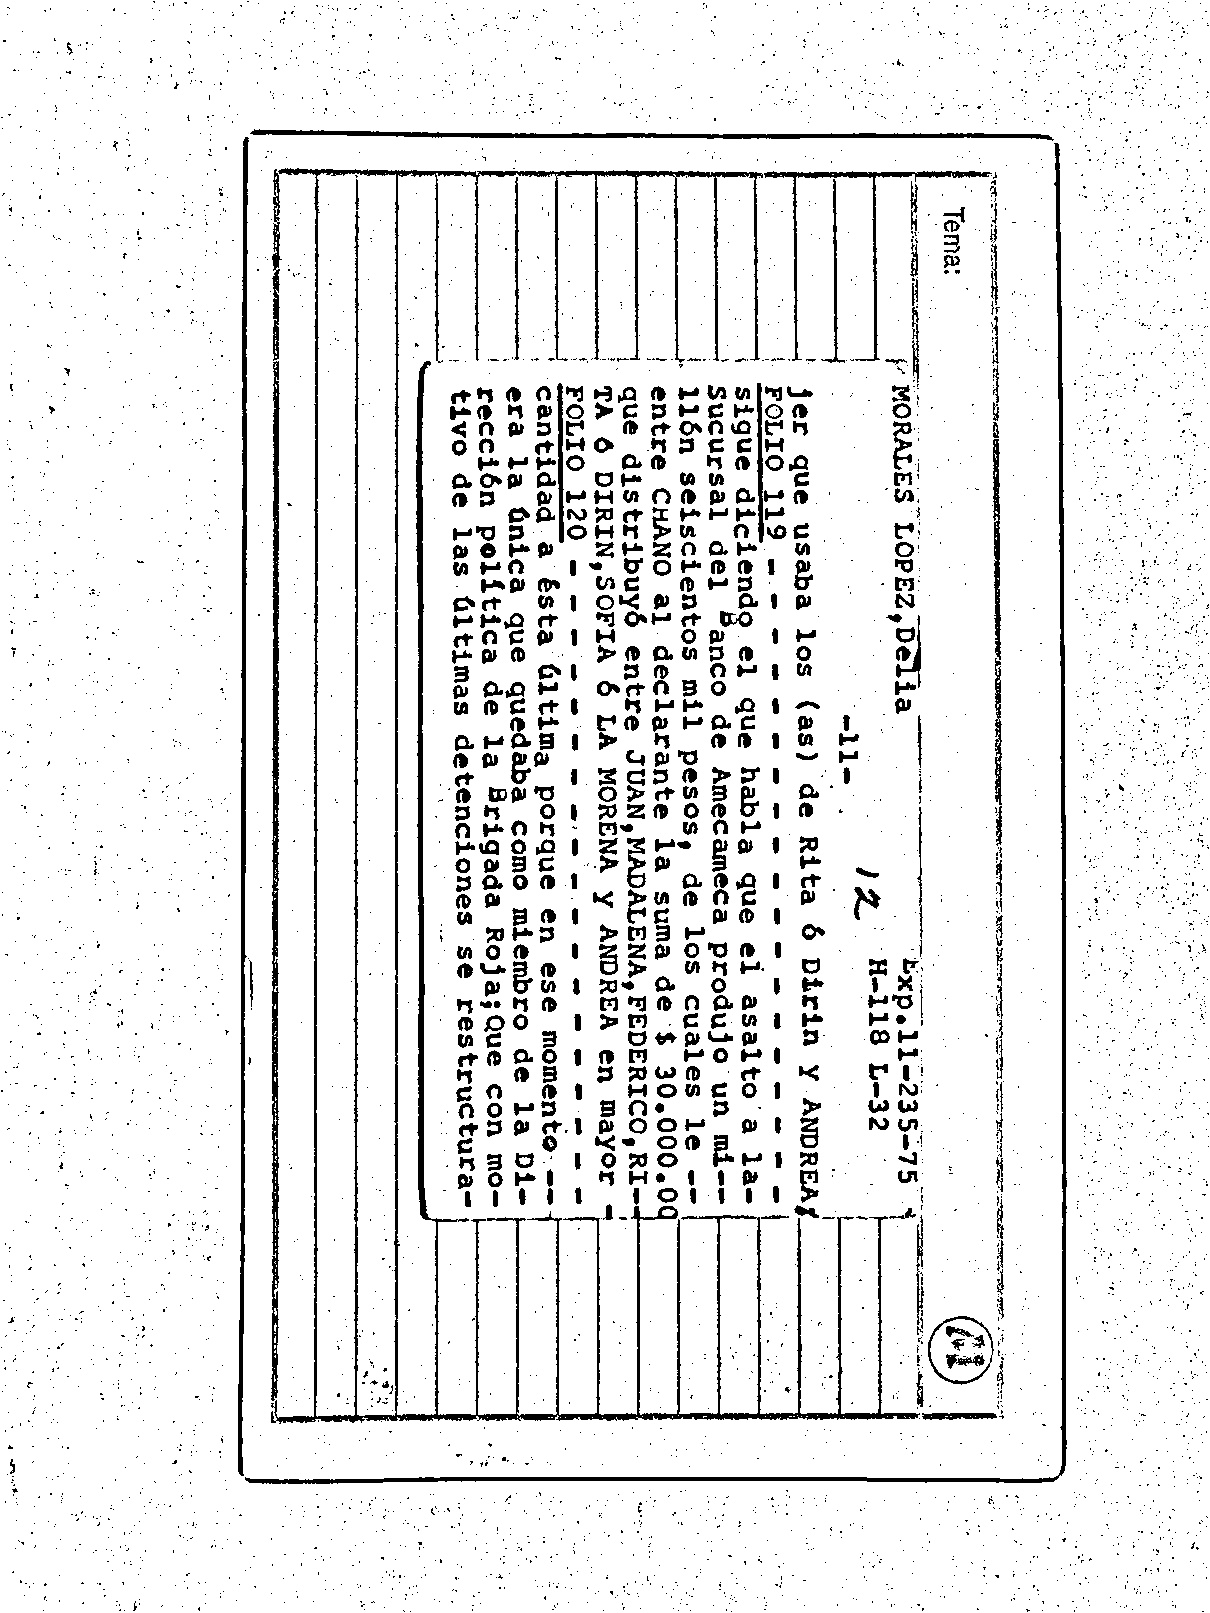 Tema:
MORALES LOPEZ,Delia
Exp.11-235-75
-11-
12
H-118 L-32
jer que usaba los (as) de Rita ó Dirin y ANDREA;
FOLIO 119 - - - - - - - - - - - - - - - - - - -
sigue diciendo el que habla que el asalto a la-
Sucursal del Banco de Amecameca produjo un mi--
llón seiscientos mil pesos, de los cuales le --
entre CHANO al declarante la suma de $ 30.000.00
que distribuyó entre JUAN,MADALENA,FEDERICO,RI--
TA ó DIRIN,SOFIA ó LA MORENA y ANDREA en mayor -
FOLIO 120 - - - - - - - - - - - - - - - - - - -
cantidad a ésta última porque en ese momento --
era la única que quedaba como miembro de la Di-
rección política de la Brigada Roja;Que con mo-
tivo de las últimas detenciones se restructura-